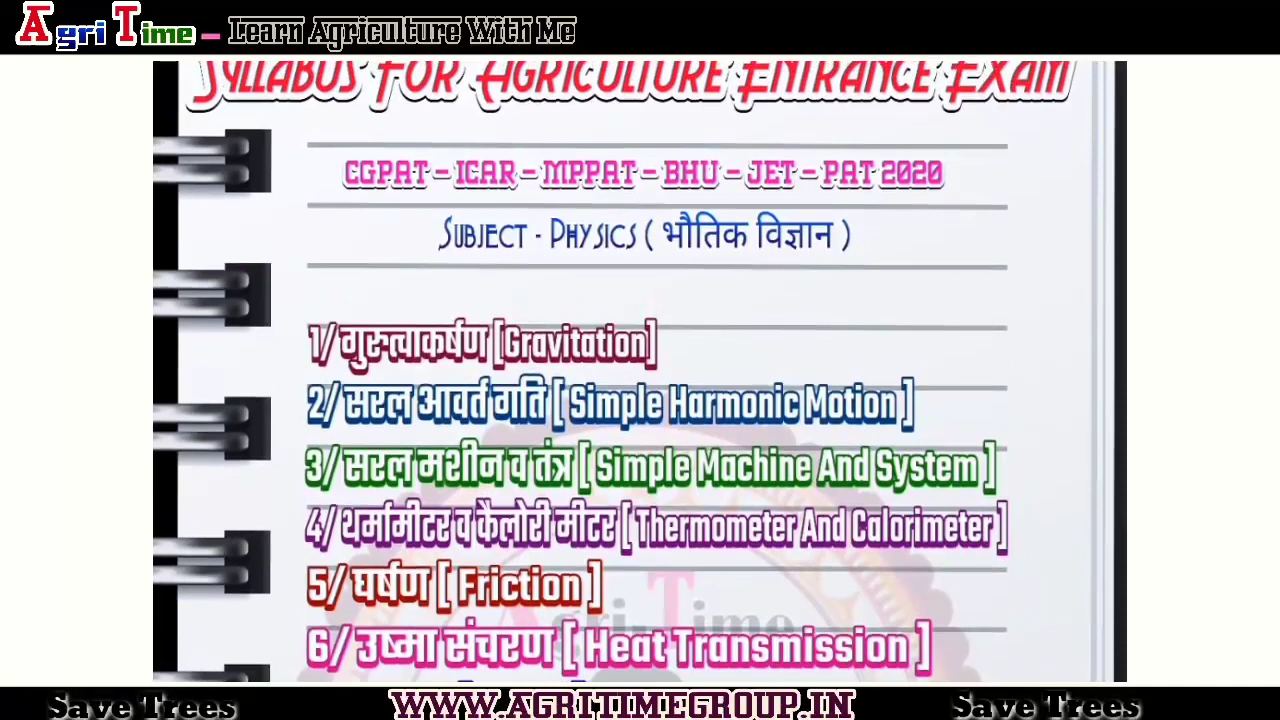 Agri Time - Learn Agriculture With Me
Syllabus For Agriculture Entrance Exam
CGPAT - ICAR - MPPAT - BHU - JET - PAT 2020
Subject - Physics ( भौतिक विज्ञान )
1/ गुरुत्वाकर्षण [Gravitation]
2/ सरल आवर्त गति [ Simple Harmonic Motion ]
3/ सरल मशीन व तंत्र [ Simple Machine And System ]
4/ थर्मामीटर व कैलोरी मीटर [ Thermometer And Calorimeter ]
5/ घर्षण [ Friction ]
Agri-Time
6/ उष्मा संचरण [ Heat Transmission ]
Save Trees WWW.AGRITIMEGROUP.IN Save Trees